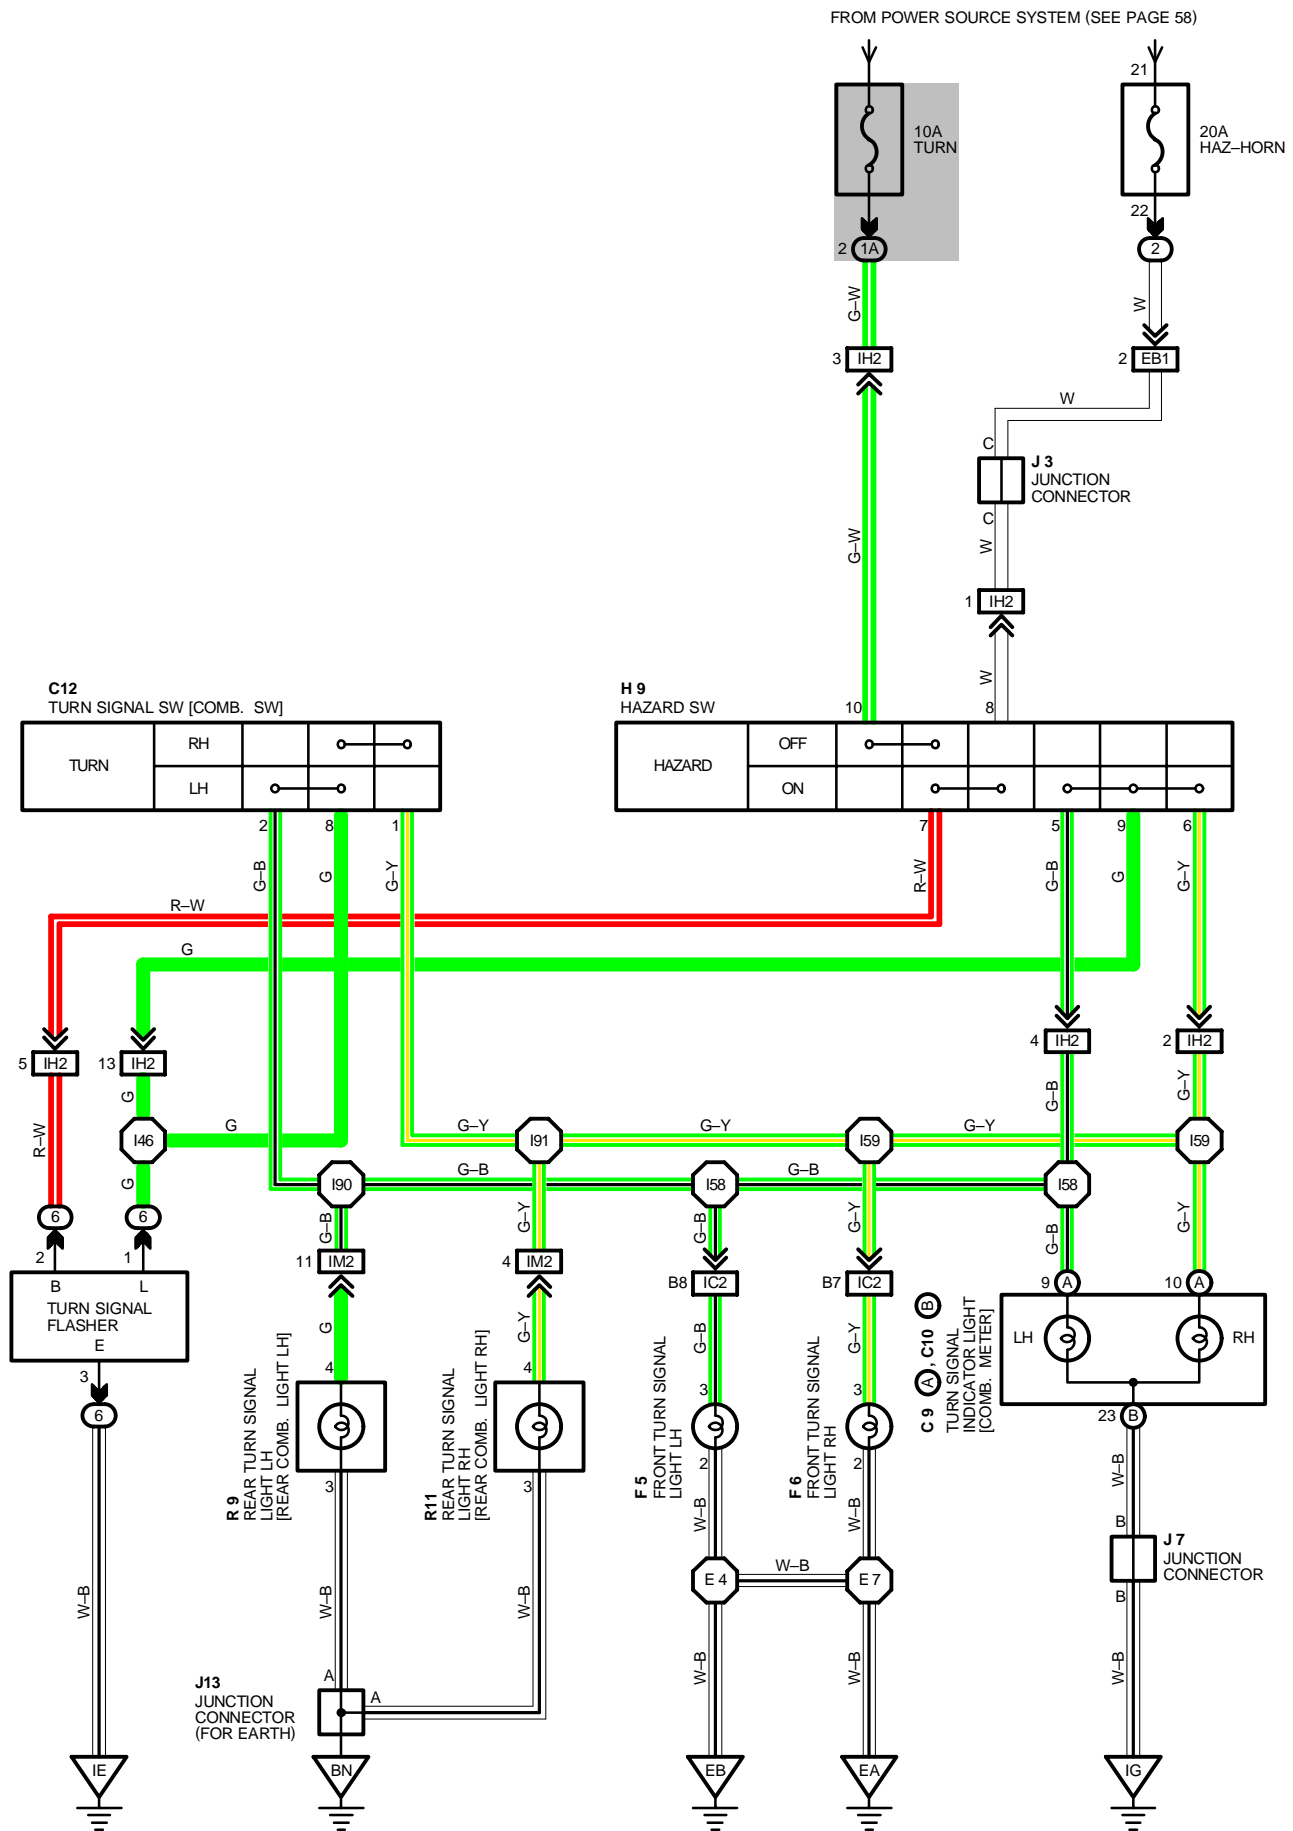 FROM POWER SOURCE SYSTEM (SEE PAGE 58)
21
10A
TURN
20A
HAZ–HORN
22
2 1A
2
G–W
W
3 IH2
2 EB1
W
C
J 3
JUNCTION
CONNECTOR
C
G–W
W
1 IH2
W
C12
TURN SIGNAL SW [COMB. SW]
H 9
HAZARD SW
10
8
TURN
RH
LH
HAZARD
OFF
ON
2
8
1
7
5
9
6
G–B
G
G–Y
R–W
G–B
G
G–Y
R–W
G
5 IH2
13 IH2
4 IH2
2 IH2
G
R–W
G–B
G–Y
I46
G
G–Y
I91
G–Y
I59
G–Y
I59
G
I90
G–B
I58
G–B
I58
G–B
G–Y
G–B
G–Y
G–B
G–Y
6
6
2
1
11 IM2
4 IM2
B8 IC2
B7 IC2
9 A
10 A
B
L
TURN SIGNAL
FLASHER
E
3
6
G
G–Y
G–B
G–Y
4
4
3
3
LH
RH
C 9 A , C10 B
TURN SIGNAL
INDICATOR LIGHT
[COMB. METER]
23 B
R 9
REAR TURN SIGNAL
LIGHT LH
[REAR COMB. LIGHT LH]
R11
REAR TURN SIGNAL
LIGHT RH
[REAR COMB. LIGHT RH]
F 5
FRONT TURN SIGNAL
LIGHT LH
F 6
FRONT TURN SIGNAL
LIGHT RH
3
3
2
2
W–B
W–B
W–B
B
J 7
JUNCTION
CONNECTOR
B
E 4
W–B
E 7
W–B
W–B
W–B
W–B
W–B
W–B
J13
JUNCTION
CONNECTOR
(FOR EARTH)
A
A
IE
BN
EB
EA
IG